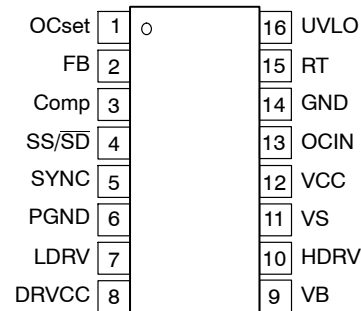 OCset 1 16 UVLO
FB 2 15 RT
Comp 3 14 GND
SS/SD 4 13 OCIN
SYNC 5 12 VCC
PGND 6 11 VS
LDRV 7 10 HDRV
DRVCC 8 9 VB